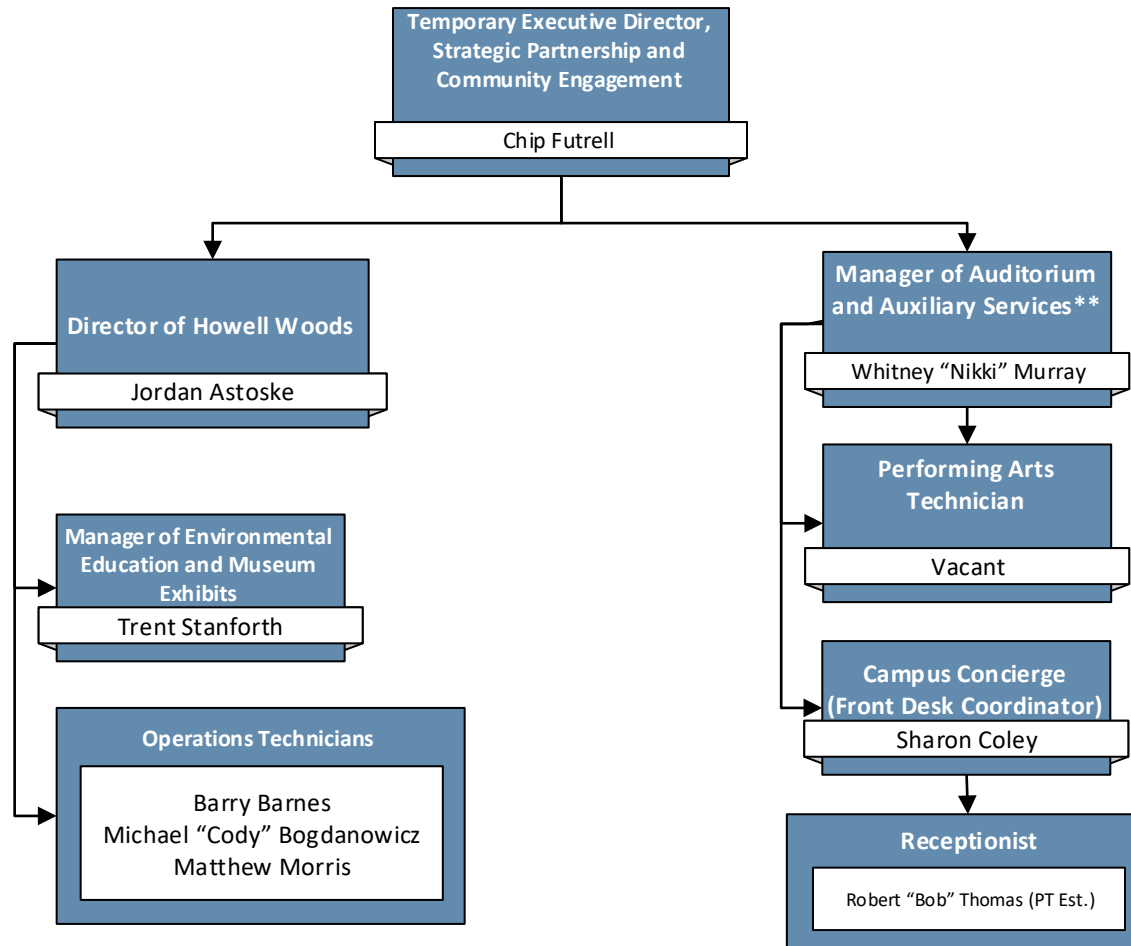 Temporary Executive Director,
Strategic Partnership and
Community Engagement
Chip Futrell
Director of Howell Woods
Jordan Astoske
Manager of Environmental
Education and Museum
Exhibits
Trent Stanforth
Operations Technicians
Barry Barnes
Michael “Cody” Bogdanowicz
Matthew Morris
Manager of Auditorium
and Auxiliary Services**
Whitney “Nikki” Murray
Performing Arts
Technician
Vacant
Campus Concierge
(Front Desk Coordinator)
Sharon Coley
Receptionist
Robert “Bob” Thomas (PT Est.)